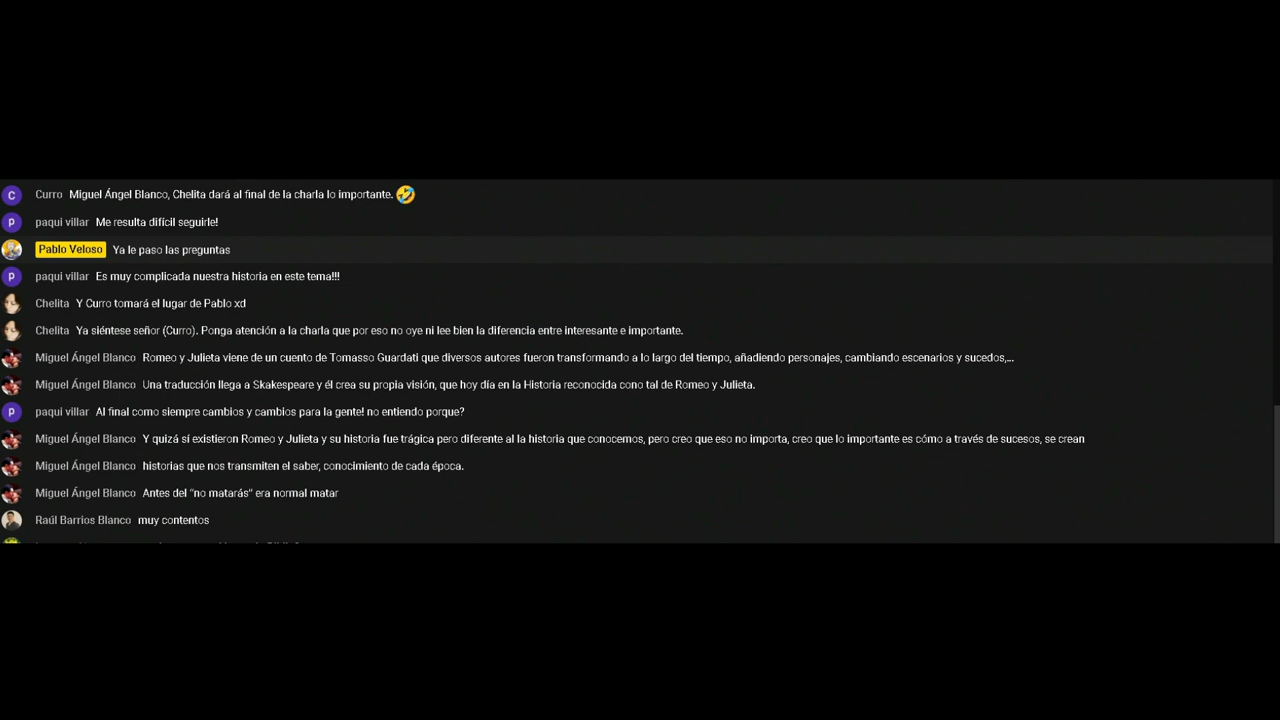 C Curro Miguel Ángel Blanco, Chelita dará al final de la charla lo importante. 🤣
p paqui villar Me resulta difícil seguirle!
Pablo Veloso Ya le paso las preguntas
p paqui villar Es muy complicada nuestra historia en este tema!!!
Chelita Y Curro tomará el lugar de Pablo xd
Chelita Ya siéntese señor (Curro). Ponga atención a la charla que por eso no oye ni lee bien la diferencia entre interesante e importante.
Miguel Ángel Blanco Romeo y Julieta viene de un cuento de Tomasso Guardati que diversos autores fueron transformando a lo largo del tiempo, añadiendo personajes, cambiando escenarios y sucedos,...
Miguel Ángel Blanco Una traducción llega a Skakespeare y él crea su propia visión, que hoy día en la Historia reconocida cono tal de Romeo y Julieta.
p paqui villar Al final como siempre cambios y cambios para la gente! no entiendo porque?
Miguel Ángel Blanco Y quizá sí existieron Romeo y Julieta y su historia fue trágica pero diferente al la historia que conocemos, pero creo que eso no importa, creo que lo importante es cómo a través de sucesos, se crean
Miguel Ángel Blanco historias que nos transmiten el saber, conocimiento de cada época.
Miguel Ángel Blanco Antes del "no matarás" era normal matar
Raúl Barrios Blanco muy contentos